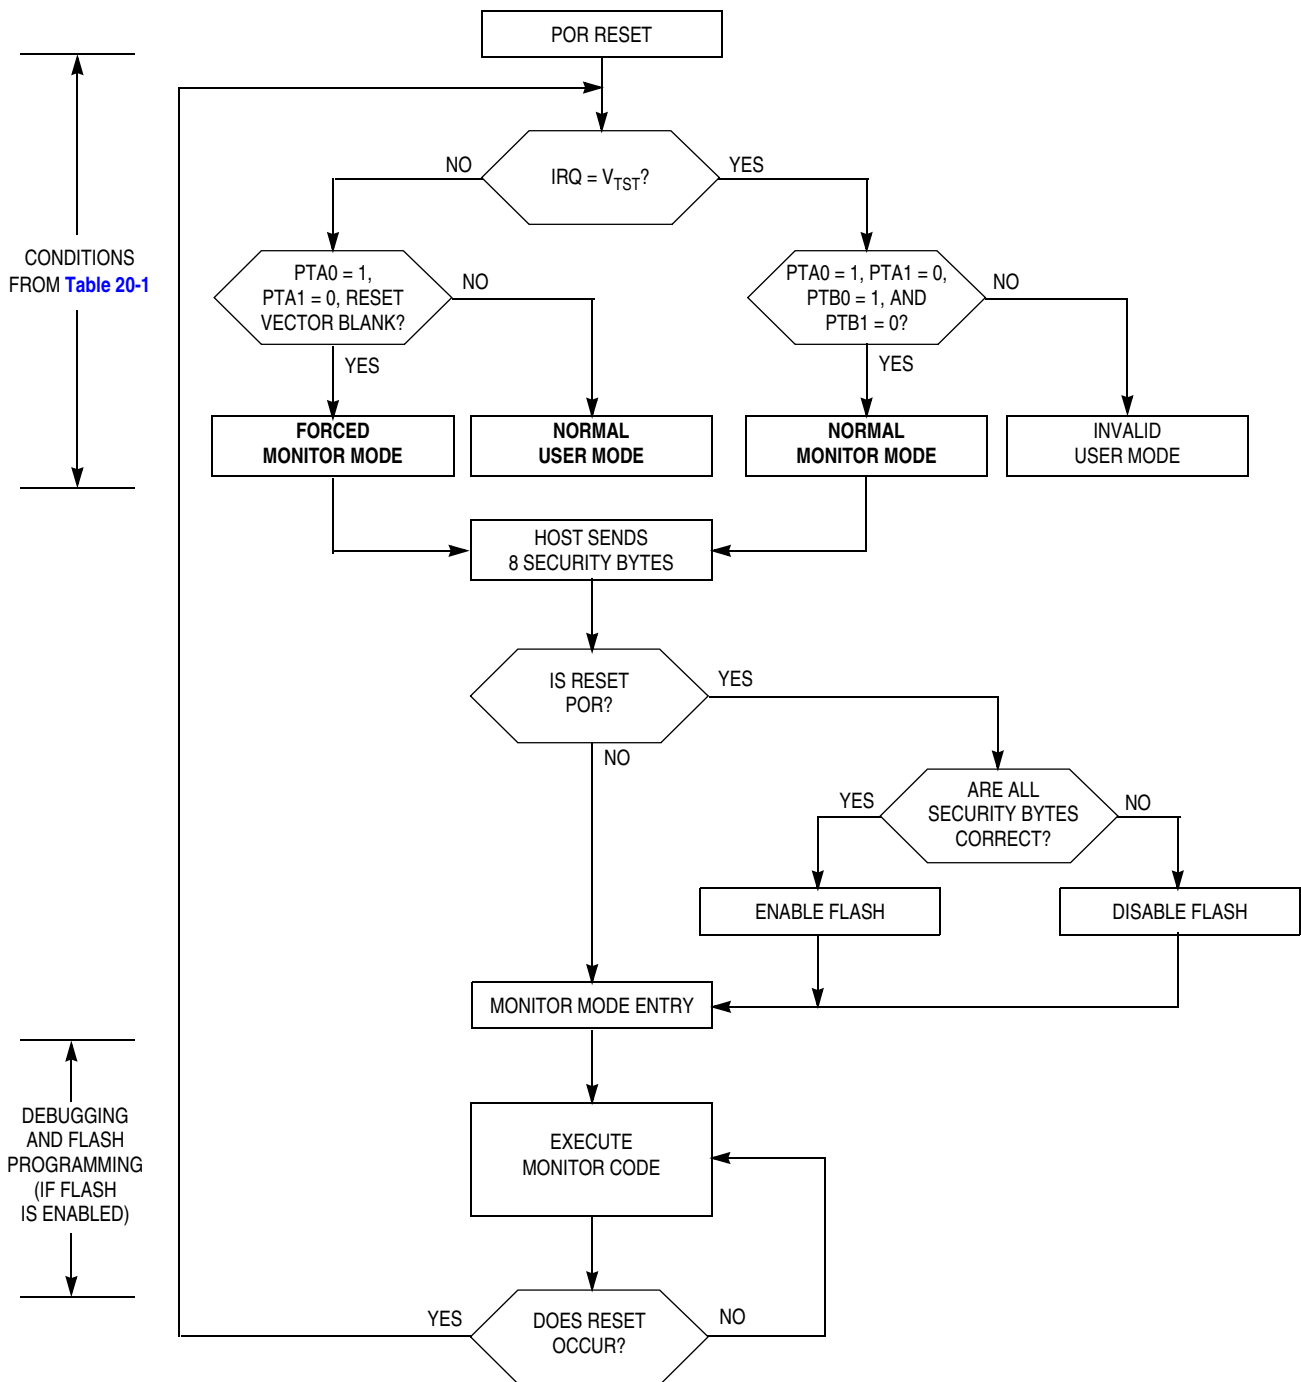 POR RESET
NO
YES
IRQ = VTST?
CONDITIONS
FROM Table 20-1
PTA0 = 1,
PTA1 = 0, RESET
VECTOR BLANK?
NO
YES
PTA0 = 1, PTA1 = 0,
PTB0 = 1, AND
PTB1 = 0?
NO
YES
FORCED
MONITOR MODE
NORMAL
USER MODE
NORMAL
MONITOR MODE
INVALID
USER MODE
HOST SENDS
8 SECURITY BYTES
IS RESET
POR?
YES
NO
ARE ALL
SECURITY BYTES
CORRECT?
YES
NO
ENABLE FLASH
DISABLE FLASH
MONITOR MODE ENTRY
DEBUGGING
AND FLASH
PROGRAMMING
(IF FLASH
IS ENABLED)
EXECUTE
MONITOR CODE
YES
DOES RESET
OCCUR?
NO